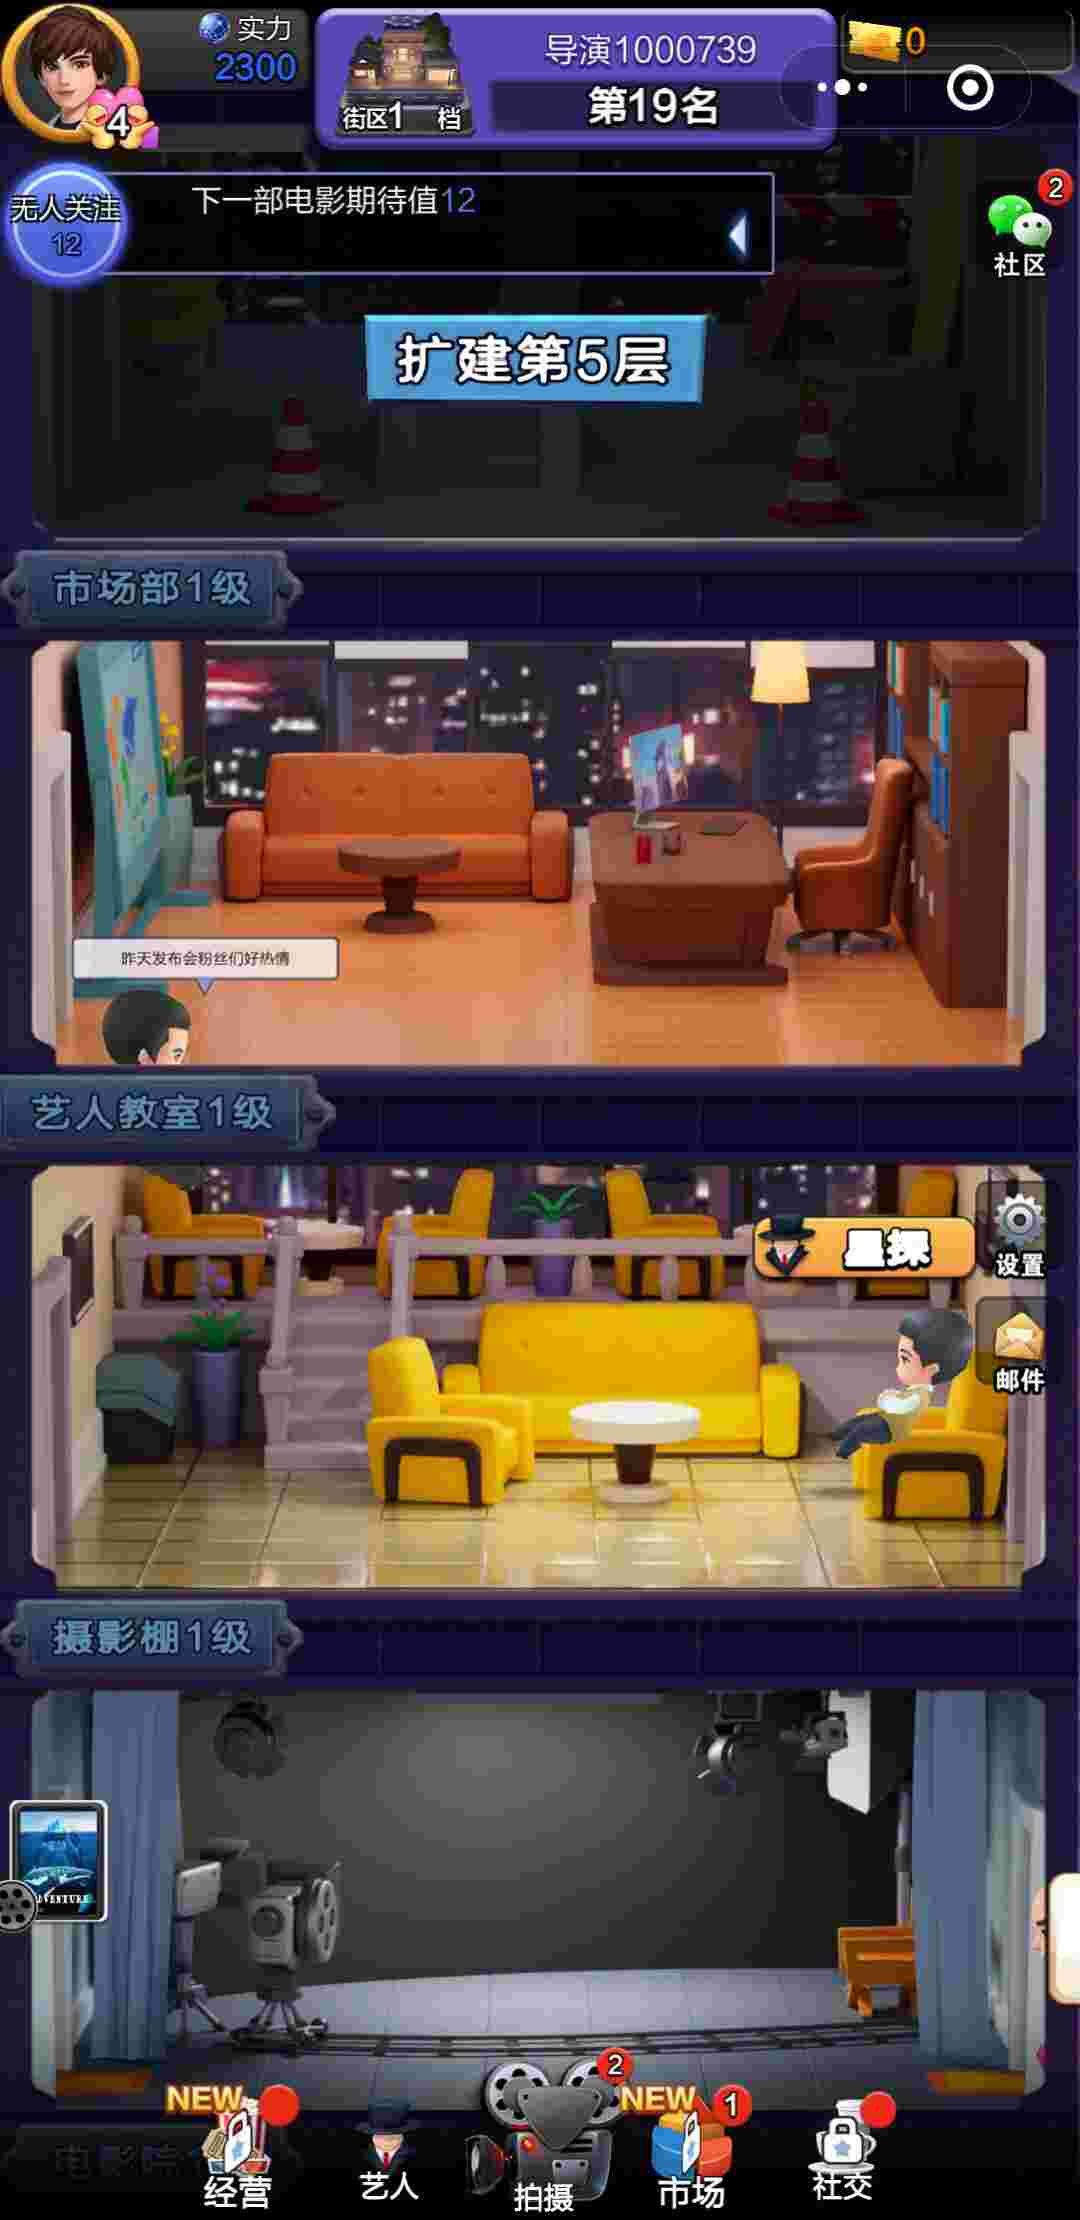 实力
2300
4
街区1 档
导演1000739
第19名
0
无人关注
12
下一部电影期待值12
2
社区
扩建第5层
市场部1级
昨天发布会粉丝们好热情
艺人教室1级
星探
设置
邮件
摄影棚1级
NEW
经营
艺人
2
拍摄
NEW
1
市场
社交